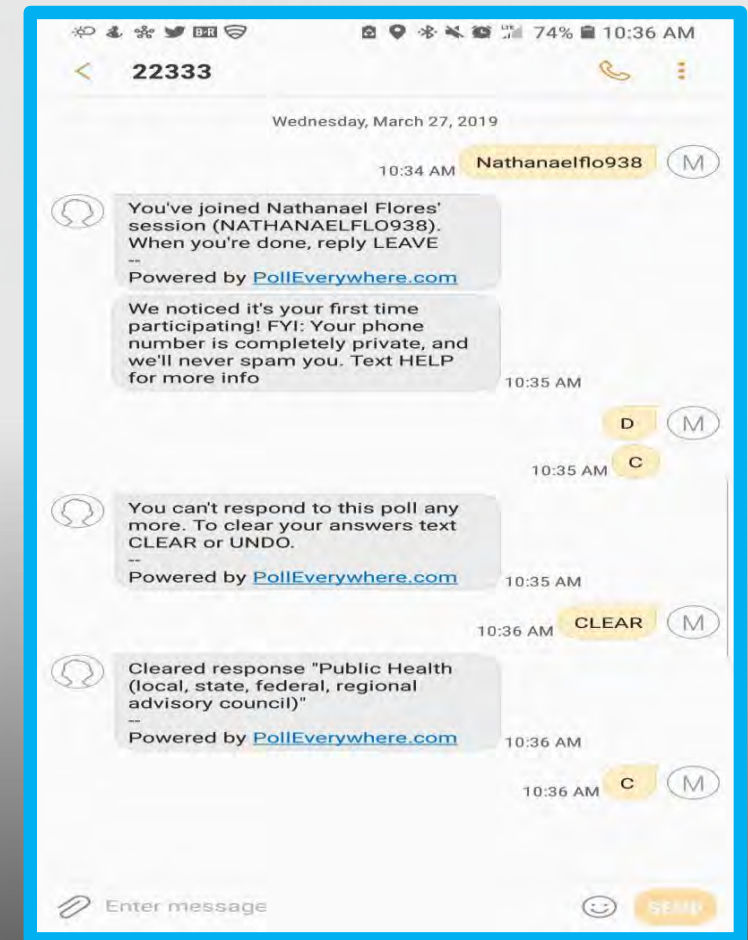 B·R
LTE 74% 10:36 AM
< 22333
Wednesday, March 27, 2019
10:34 AM Nathanaelflo938 M
You've joined Nathanael Flores'
session (NATHANAELFLO938).
When you're done, reply LEAVE
--
Powered by PollEverywhere.com
We noticed it's your first time
participating! FYI: Your phone
number is completely private, and
we'll never spam you. Text HELP
for more info
10:35 AM
D M
10:35 AM C
You can't respond to this poll any
more. To clear your answers text
CLEAR or UNDO.
--
Powered by PollEverywhere.com
10:35 AM
10:36 AM CLEAR M
Cleared response "Public Health
(local, state, federal, regional
advisory council)"
--
Powered by PollEverywhere.com
10:36 AM
10:36 AM C M
Enter message
SEND